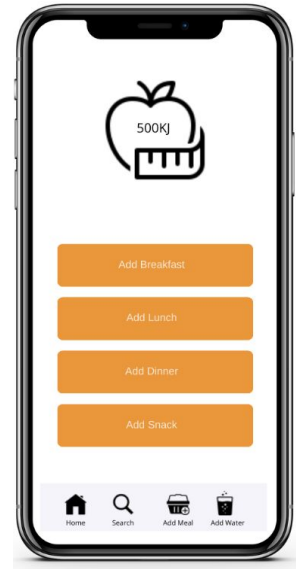 500KJ
Add Breakfast
Add Lunch
Add Dinner
Add Snack
Home Search Add Meal Add Water